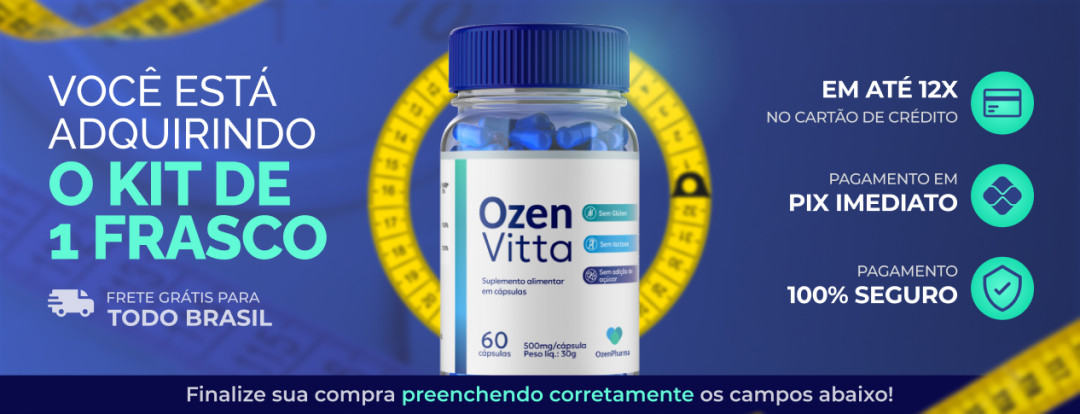 VOCÊ ESTÁ
ADQUIRINDO
O KIT DE
1 FRASCO
FRETE GRÁTIS PARA
TODO BRASIL
Ozen
Vitta
Sem Glúten
Sem lactose
Sem adição de
açúcar
Suplemento alimentar
em cápsulas
60
cápsulas
500mg/cápsula
Peso líq.: 30g
OzenPharma
EM ATÉ 12X
NO CARTÃO DE CRÉDITO
PAGAMENTO EM
PIX IMEDIATO
PAGAMENTO
100% SEGURO
Finalize sua compra preenchendo corretamente os campos abaixo!